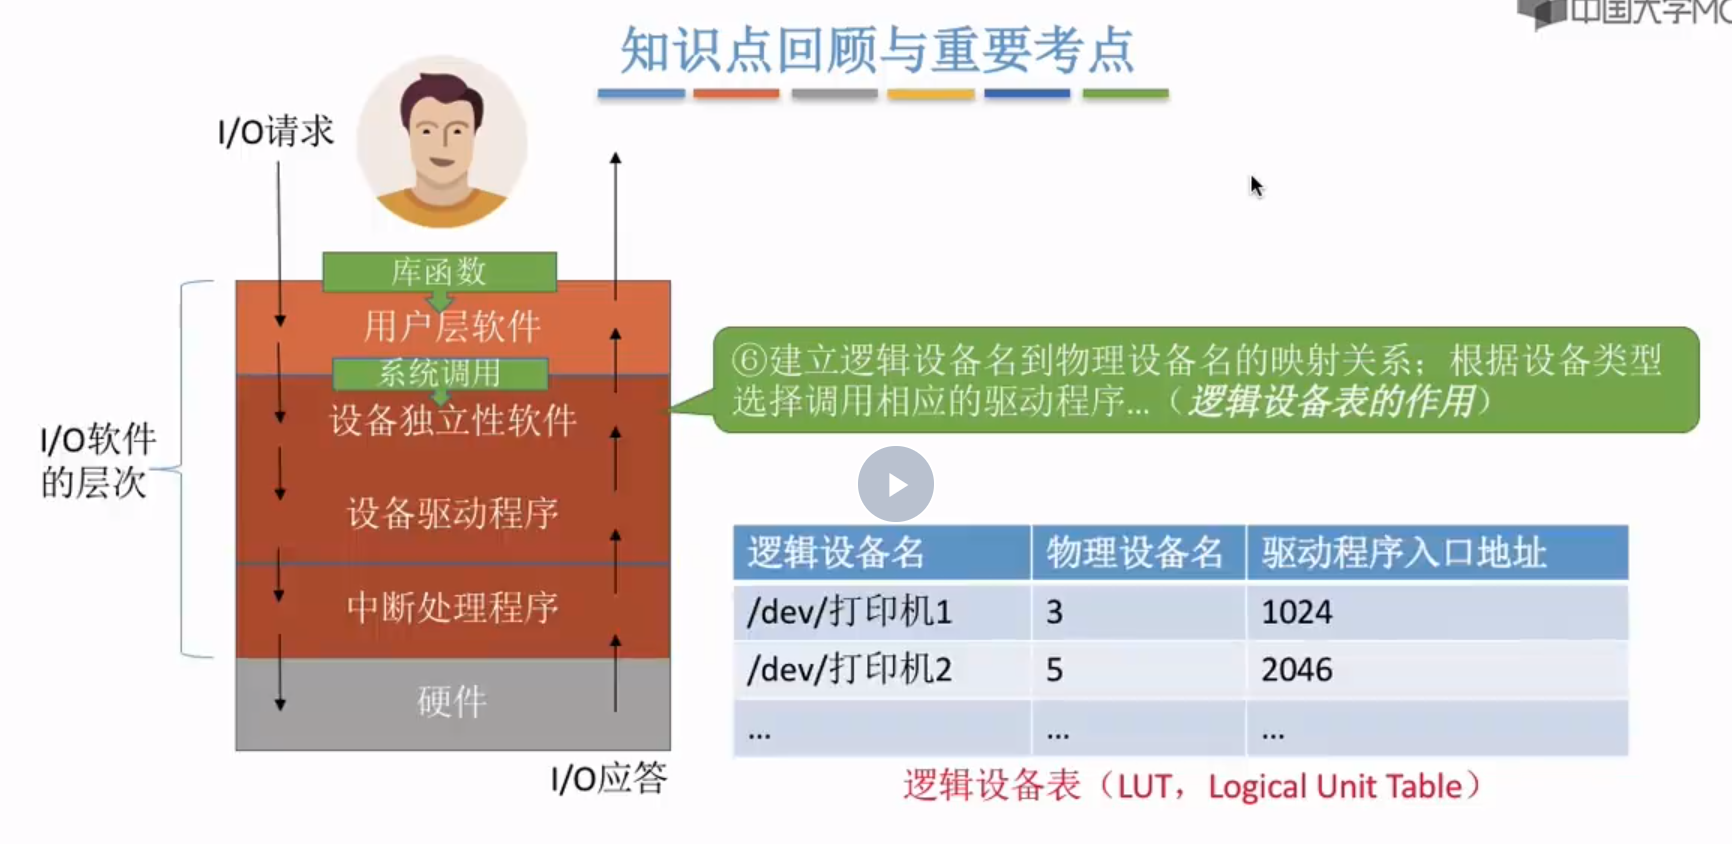 中国大学MO
知识点回顾与重要考点
I/O请求
库函数
用户层软件
系统调用
设备独立性软件
设备驱动程序
中断处理程序
硬件
I/O软件
的层次
I/O应答
⑥建立逻辑设备名到物理设备名的映射关系；根据设备类型
选择调用相应的驱动程序...（逻辑设备表的作用）
逻辑设备名 物理设备名 驱动程序入口地址
/dev/打印机1 3 1024
/dev/打印机2 5 2046
... ... ...
逻辑设备表（LUT，Logical Unit Table）